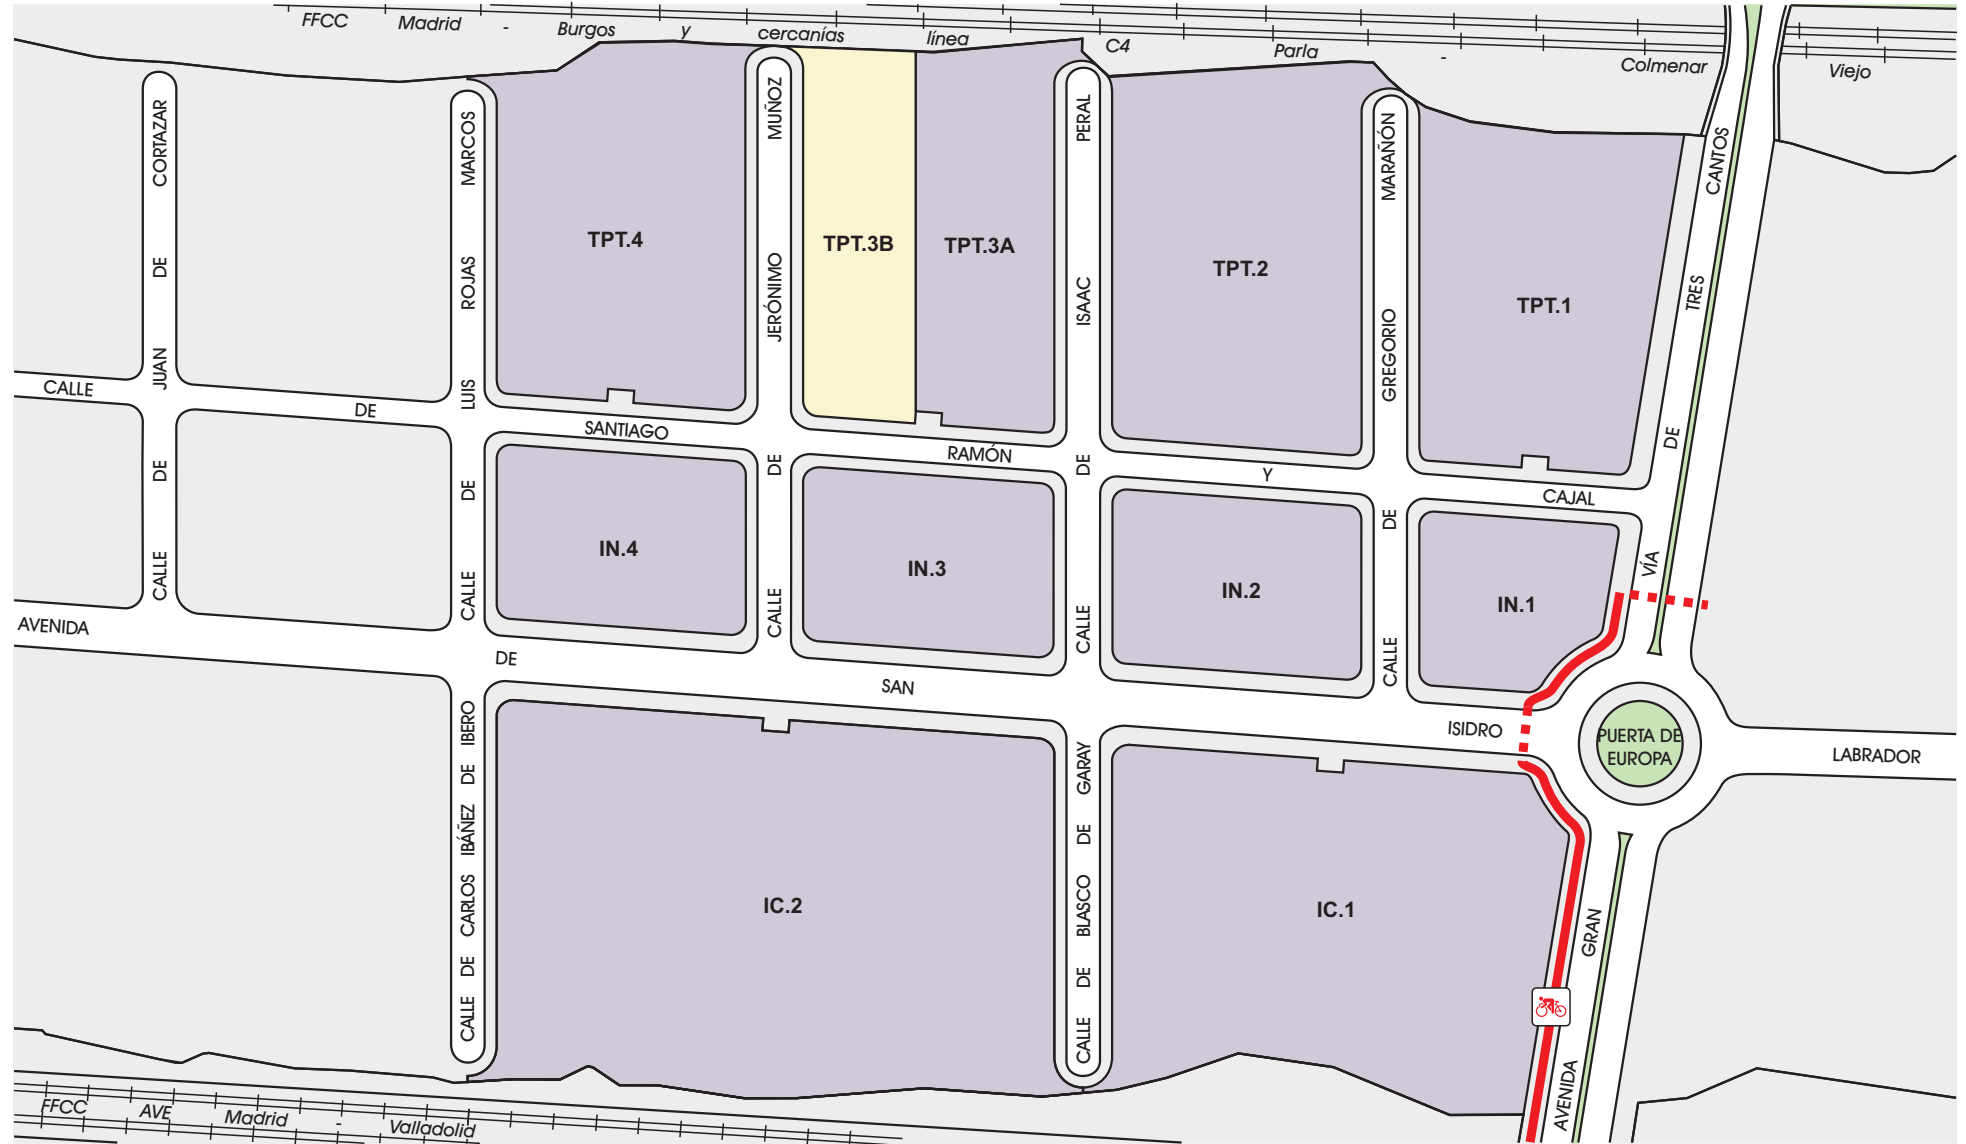 FFCC Madrid - Burgos y cercanías línea C4 Parla - Colmenar Viejo
CALLE DE JUAN DE CORTAZAR
CALLE DE LUIS ROJAS MARCOS
CALLE DE JERÓNIMO MUÑOZ
CALLE DE ISAAC PERAL
CALLE DE GREGORIO MARAÑÓN
AVENIDA GRAN VÍA DE TRES CANTOS
TPT.4
TPT.3B
TPT.3A
TPT.2
TPT.1
CALLE DE SANTIAGO RAMÓN Y CAJAL
IN.4
IN.3
IN.2
IN.1
AVENIDA DE SAN ISIDRO LABRADOR
PUERTA DE
EUROPA
CALLE DE CARLOS IBÁÑEZ DE IBERO
CALLE DE BLASCO DE GARAY
IC.2
IC.1
FFCC AVE Madrid - Valladolid